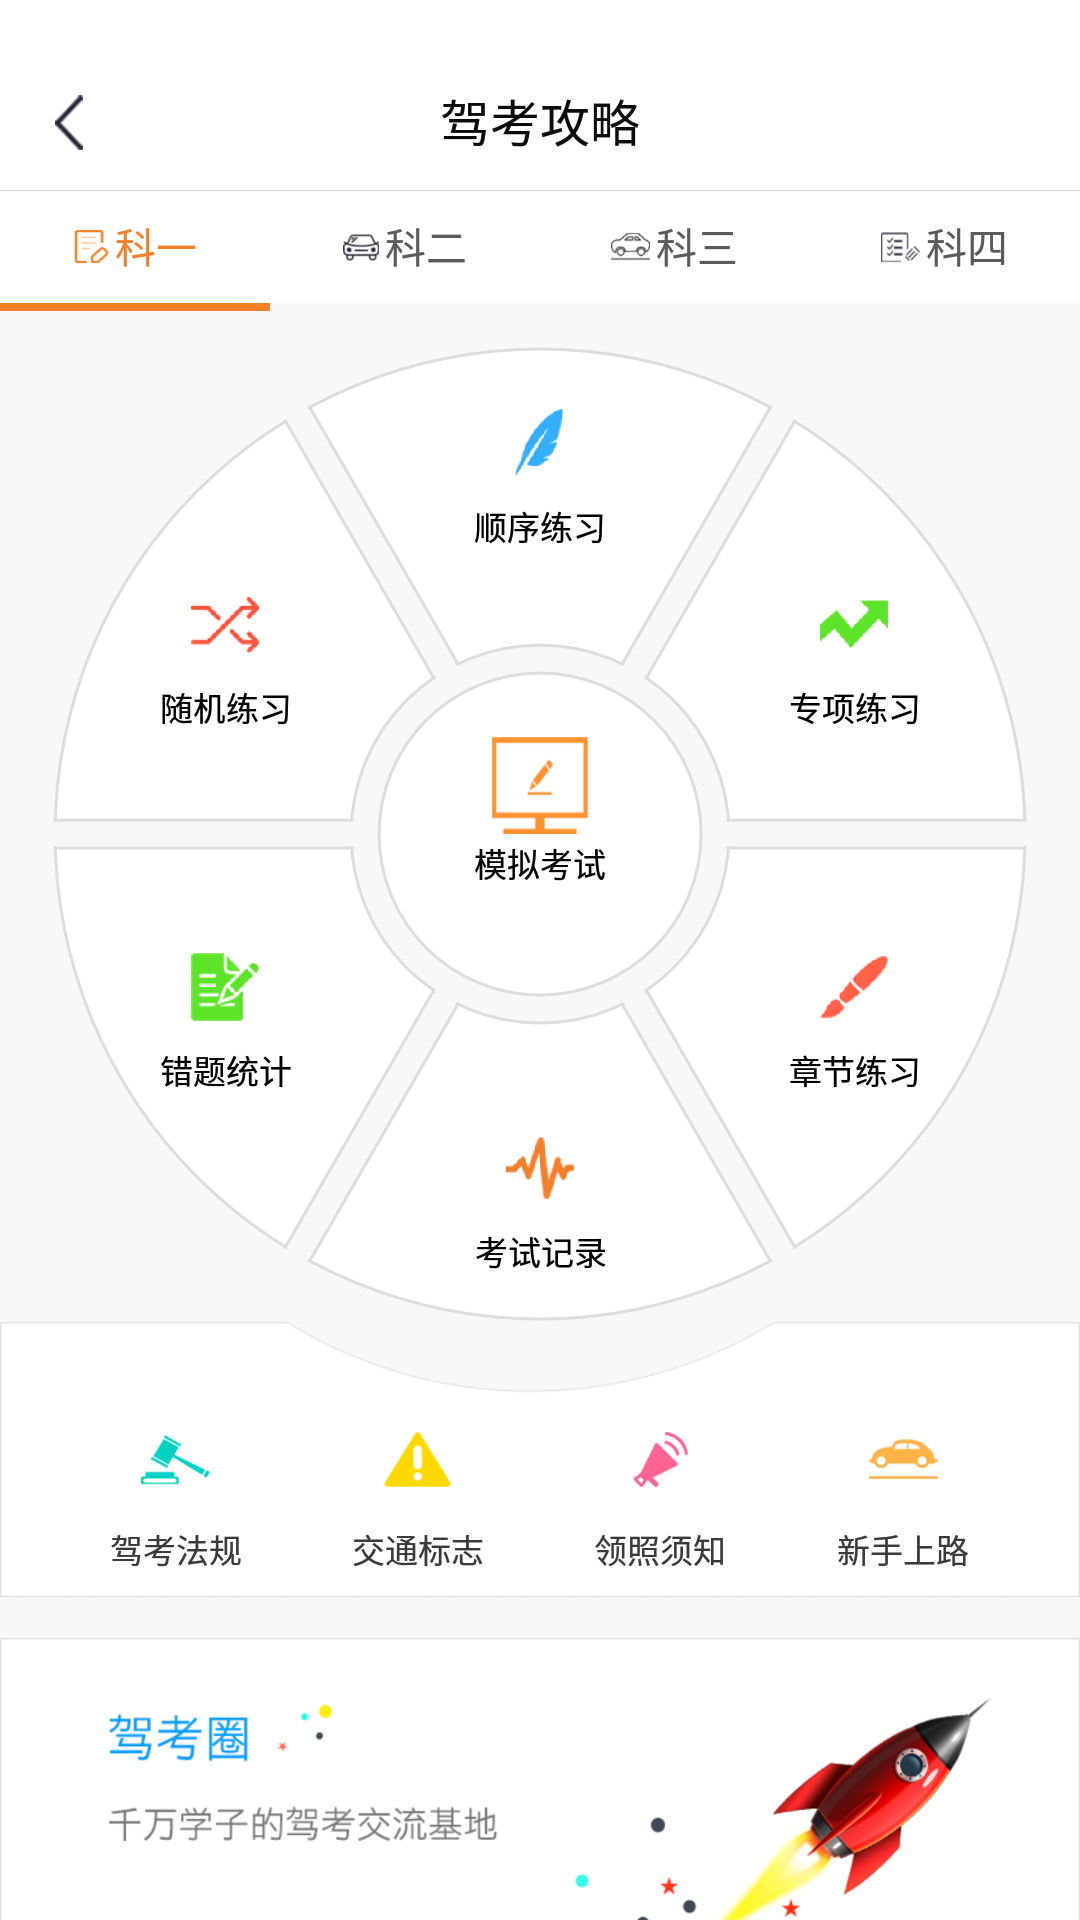 驾考攻略
科一 科二 科三 科四
顺序练习
随机练习 专项练习
模拟考试
错题统计 章节练习
考试记录
驾考法规 交通标志 领照须知 新手上路
驾考圈
千万学子的驾考交流基地